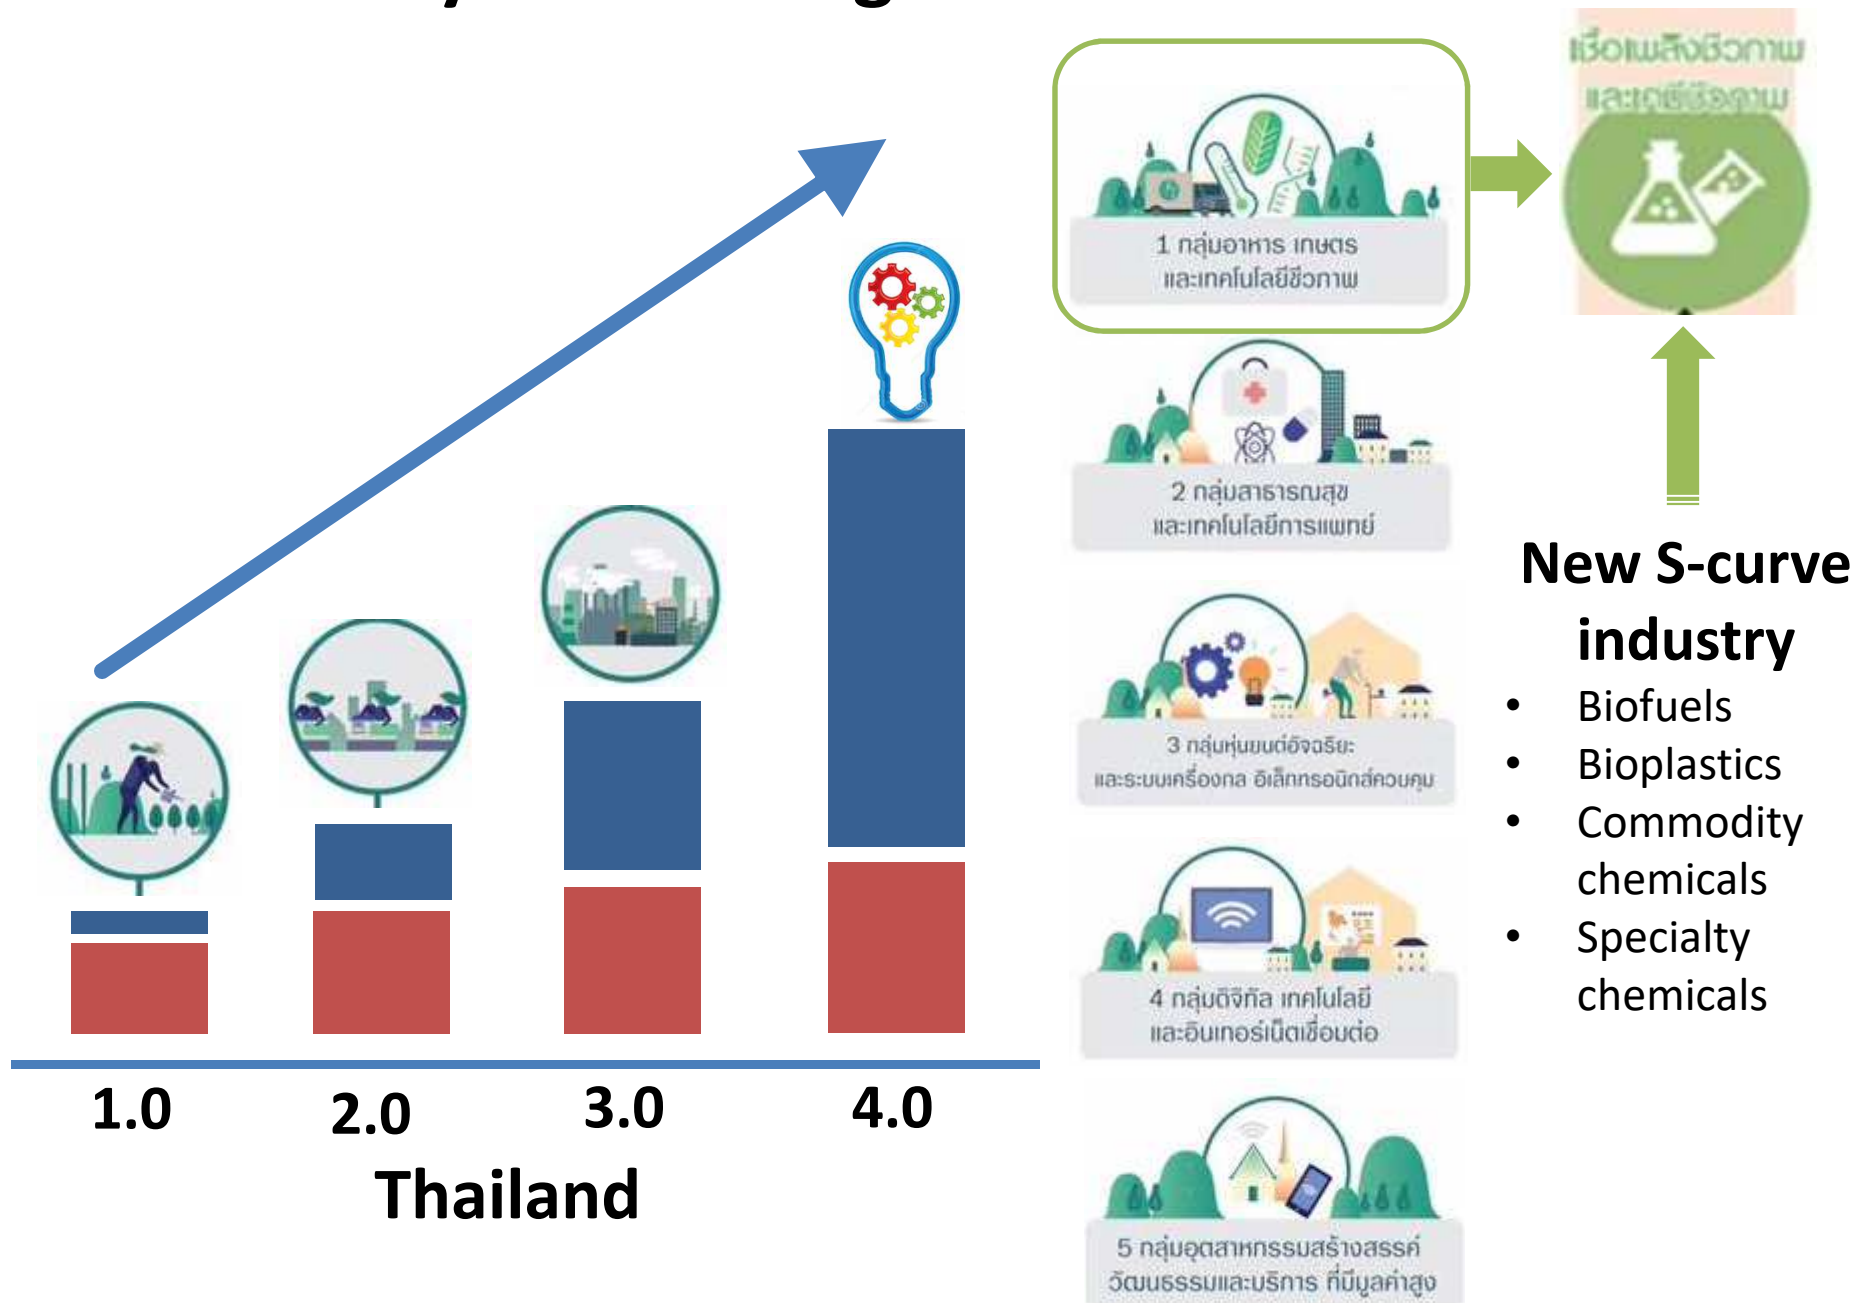 1.0
2.0
3.0
4.0
Thailand
1 กลุ่มอาหาร เกษตร
และเทคโนโลยีชีวภาพ
2 กลุ่มสาธารณสุข
และเทคโนโลยีการแพทย์
3 กลุ่มหุ่นยนต์อัจฉริยะ
และระบบเครื่องกล อิเล็กทรอนิกส์ควบคุม
4 กลุ่มดิจิทัล เทคโนโลยี
และอินเทอร์เน็ตเชื่อมต่อ
5 กลุ่มอุตสาหกรรมสร้างสรรค์
วัฒนธรรมและบริการ ที่มีมูลค่าสูง
เชื้อเพลิงชีวภาพ
และเคมีชีวภาพ
New S-curve
industry
• Biofuels
• Bioplastics
• Commodity
chemicals
• Specialty
chemicals